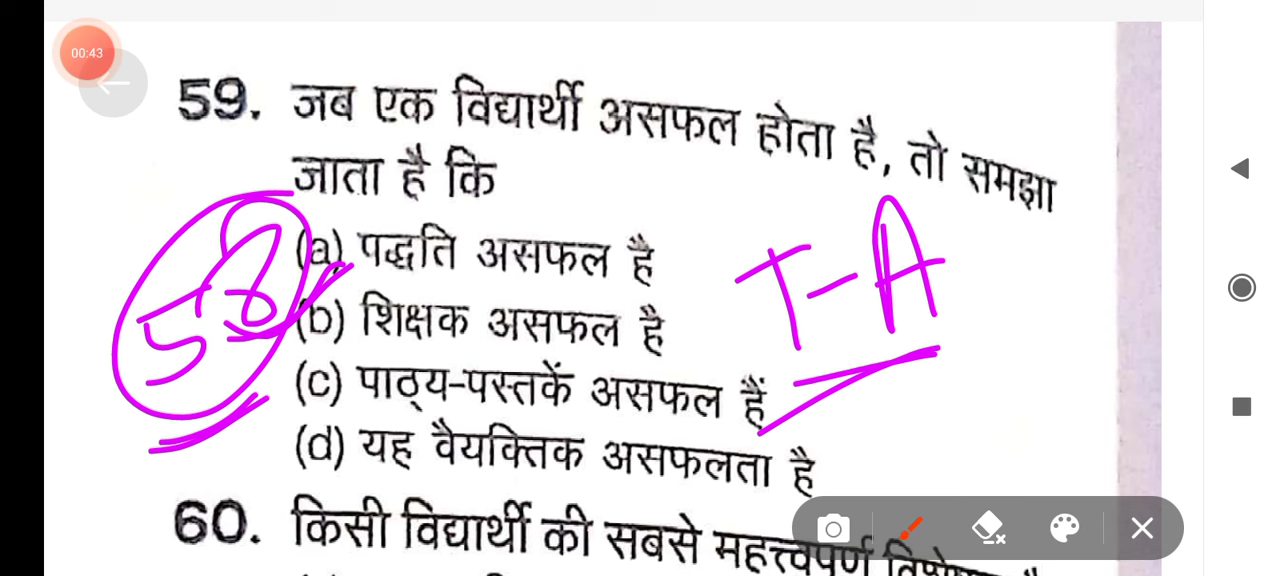 00:43
59. जब एक विद्यार्थी असफल होता है, तो समझा
जाता है कि
(a) पद्धति असफल है
(b) शिक्षक असफल है
(c) पाठ्य-पस्तकें असफल हैं
(d) यह वैयक्तिक असफलता है
T-A
58
60. किसी विद्यार्थी की सबसे महत्त्वपूर्ण